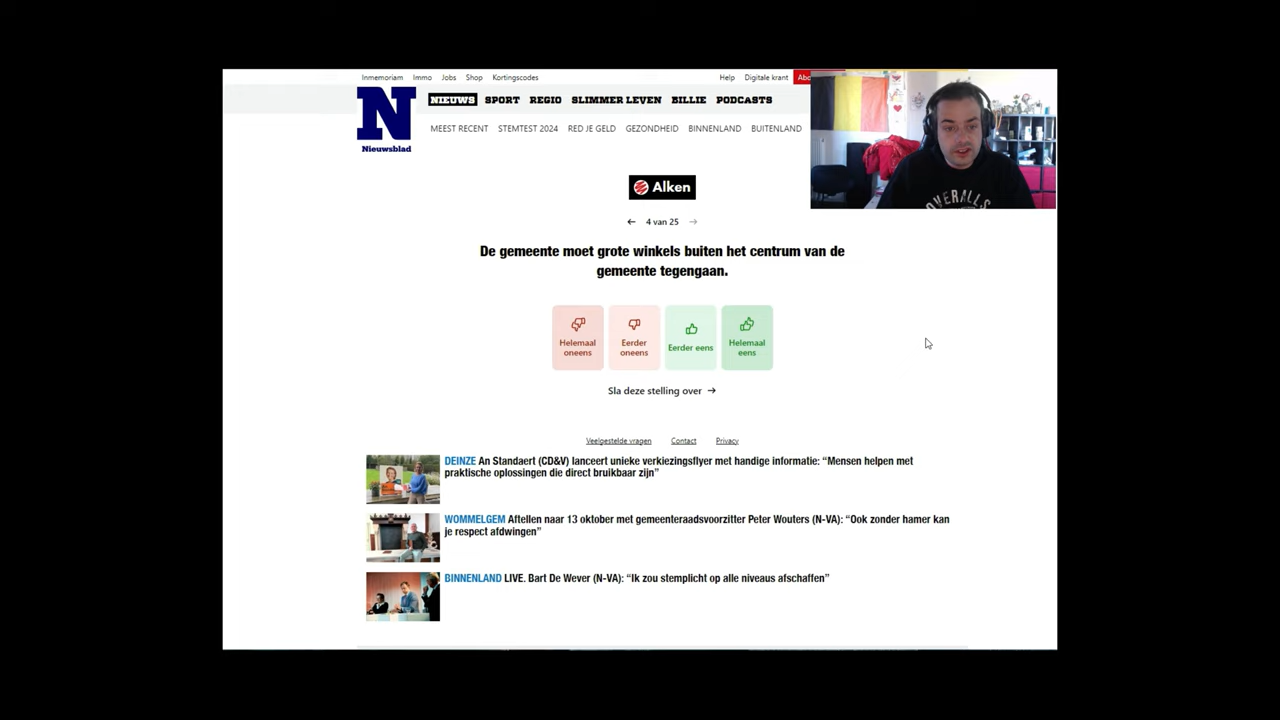 Inmemoriam Immo Jobs Shop Kortingscodes Help Digitale krant Abo
N NIEUWS SPORT REGIO SLIMMER LEVEN BILLIE PODCASTS
Nieuwsblad MEEST RECENT STEMTEST 2024 RED JE GELD GEZONDHEID BINNENLAND BUITENLAND
OVERALLS
Alken
← 4 van 25 →
De gemeente moet grote winkels buiten het centrum van de
gemeente tegengaan.
Helemaal oneens
Eerder oneens
Eerder eens
Helemaal eens
Sla deze stelling over →
Veelgestelde vragen Contact Privacy
DEINZE An Standaert (CD&V) lanceert unieke verkiezingsflyer met handige informatie: “Mensen helpen met
praktische oplossingen die direct bruikbaar zijn”
WOMMELGEM Aftellen naar 13 oktober met gemeenteraadsvoorzitter Peter Wouters (N-VA): “Ook zonder hamer kan
je respect afdwingen”
BINNENLAND LIVE. Bart De Wever (N-VA): “Ik zou stemplicht op alle niveaus afschaffen”